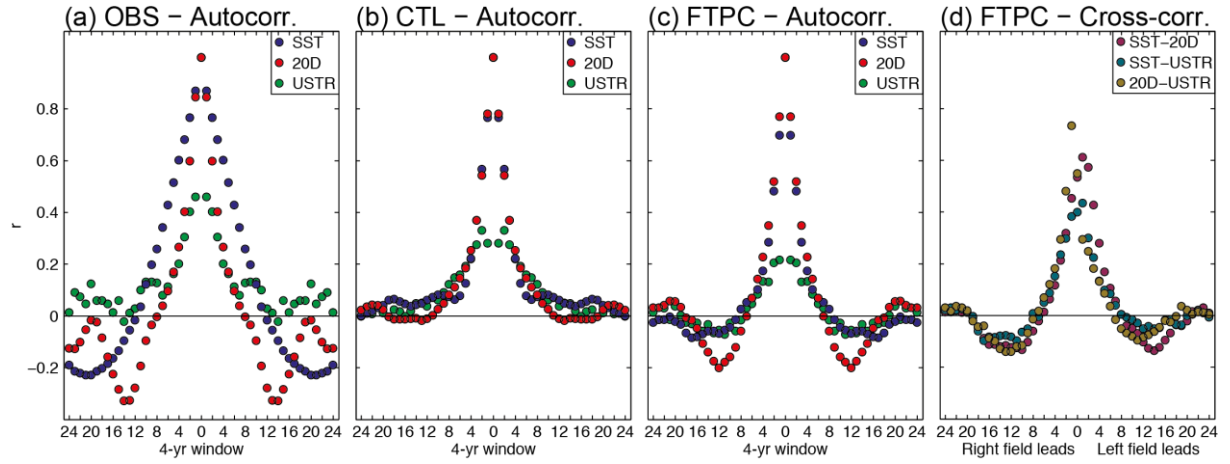 (a) OBS – Autocorr.
SST
20D
USTR
r
0.8
0.6
0.4
0.2
0
−0.2
24 20 16 12 8 4 0 4 8 12 16 20 24
4-yr window
(b) CTL – Autocorr.
SST
20D
USTR
24 20 16 12 8 4 0 4 8 12 16 20 24
4-yr window
(c) FTPC – Autocorr.
SST
20D
USTR
24 20 16 12 8 4 0 4 8 12 16 20 24
4-yr window
(d) FTPC – Cross-corr.
SST–20D
SST–USTR
20D–USTR
24 20 16 12 8 4 0 4 8 12 16 20 24
Right field leads Left field leads